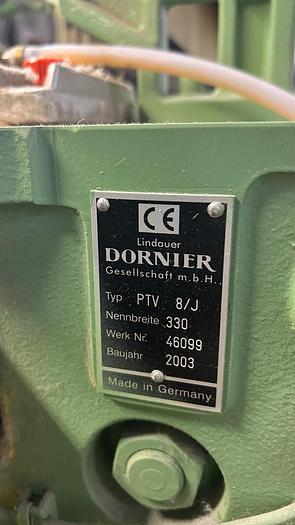 CE
Lindauer
DORNIER
Gesellschaft m.b.H.
Typ PTV 8/J
Nennbreite 330
Werk Nr. 46099
Baujahr 2003
Made in Germany